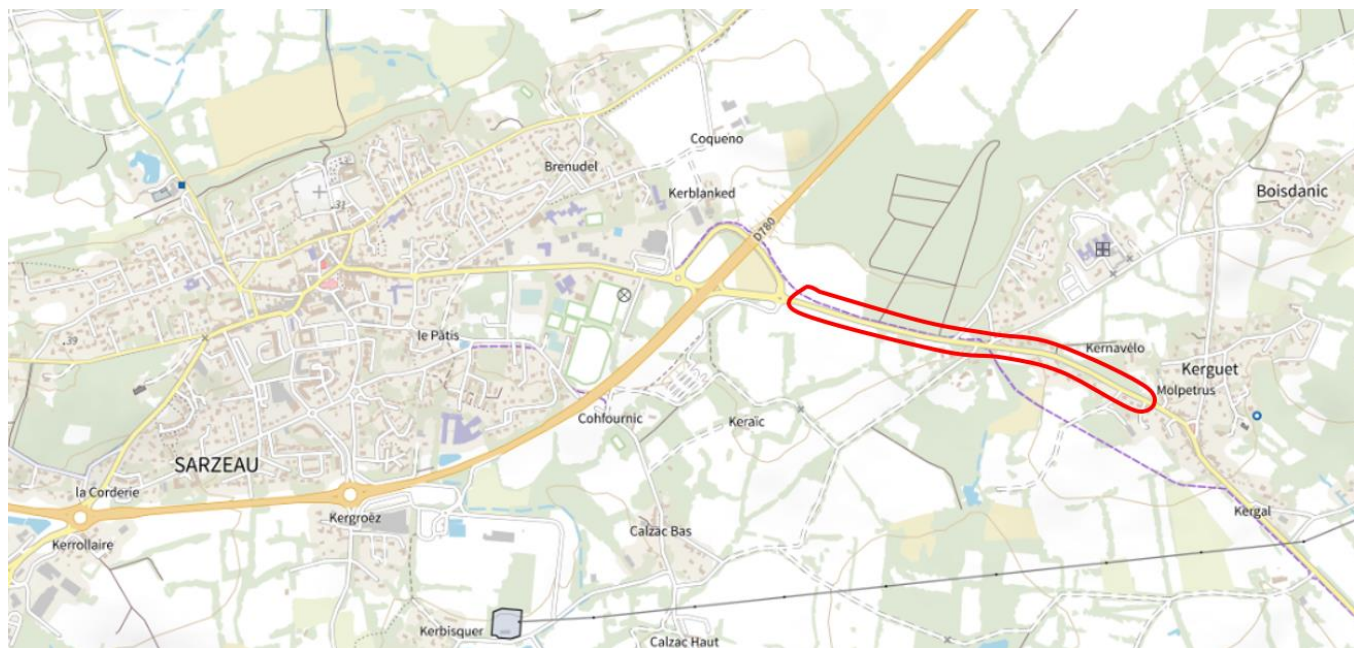 Coqueno
Brenudel
Kerblanked
Boisdanic
.31
D780
le Pâtis
Kernavélo
.39
Kerguet
Molpetrus
Cohfournic
Keraïc
SARZEAU
la Corderie
Kergroëz
Kergal
Kerrollaire
Calzac Bas
Kerbisquer
Calzac Haut